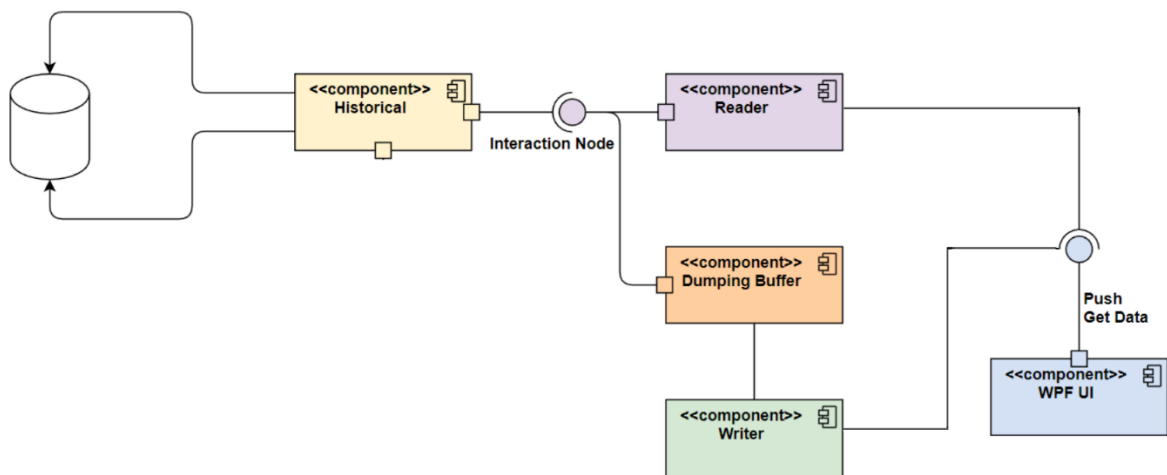 <<component>>
Historical
Interaction Node
<<component>>
Reader
<<component>>
Dumping Buffer
<<component>>
Writer
Push
Get Data
<<component>>
WPF UI